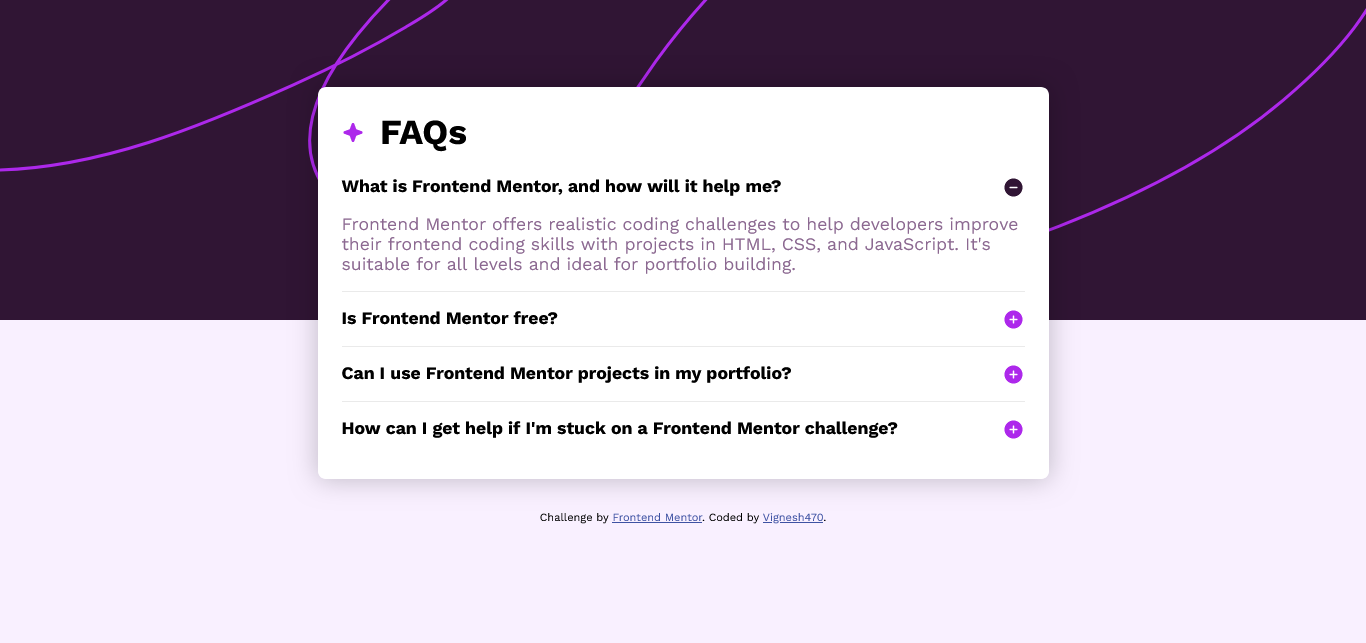 FAQs
What is Frontend Mentor, and how will it help me?
Frontend Mentor offers realistic coding challenges to help developers improve
their frontend coding skills with projects in HTML, CSS, and JavaScript. It's
suitable for all levels and ideal for portfolio building.
Is Frontend Mentor free?
Can I use Frontend Mentor projects in my portfolio?
How can I get help if I'm stuck on a Frontend Mentor challenge?
Challenge by Frontend Mentor. Coded by Vignesh470.